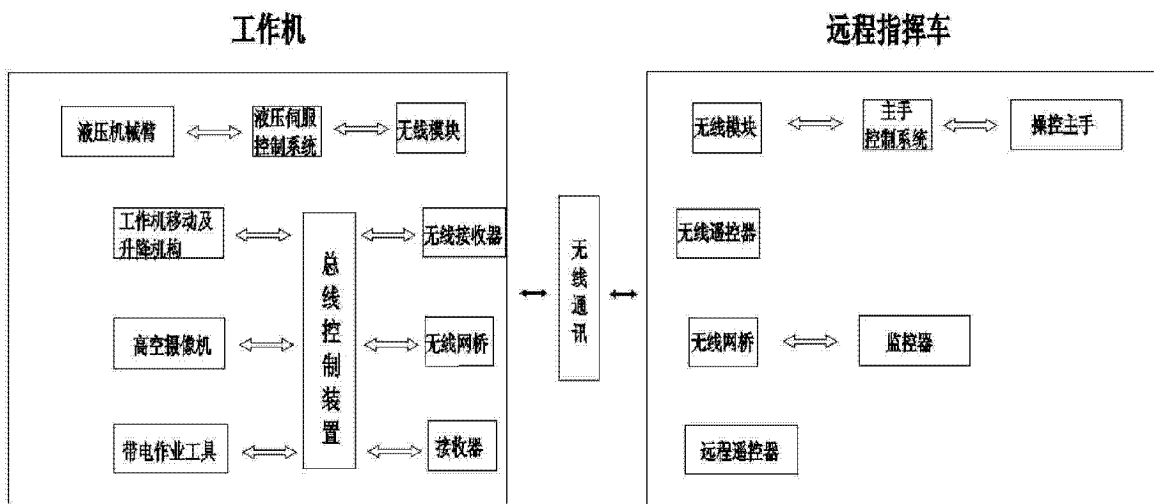 工作机
远程指挥车
液压机械臂
液压伺服
控制系统
无线模块
无线模块
主手
控制系统
操控主手
工作机移动及
升降机构
无线接收器
无线遥控器
总线控制装置
无线通讯
高空摄像机
无线网桥
无线网桥
监控器
带电作业工具
接收器
远程遥控器